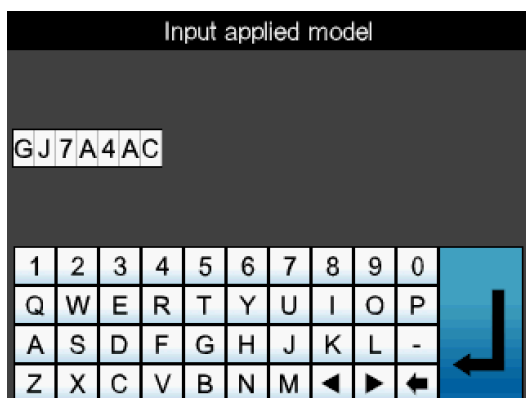 Input applied model
GJ7A4AC
1 2 3 4 5 6 7 8 9 0
Q W E R T Y U I O P
A S D F G H J K L -
Z X C V B N M